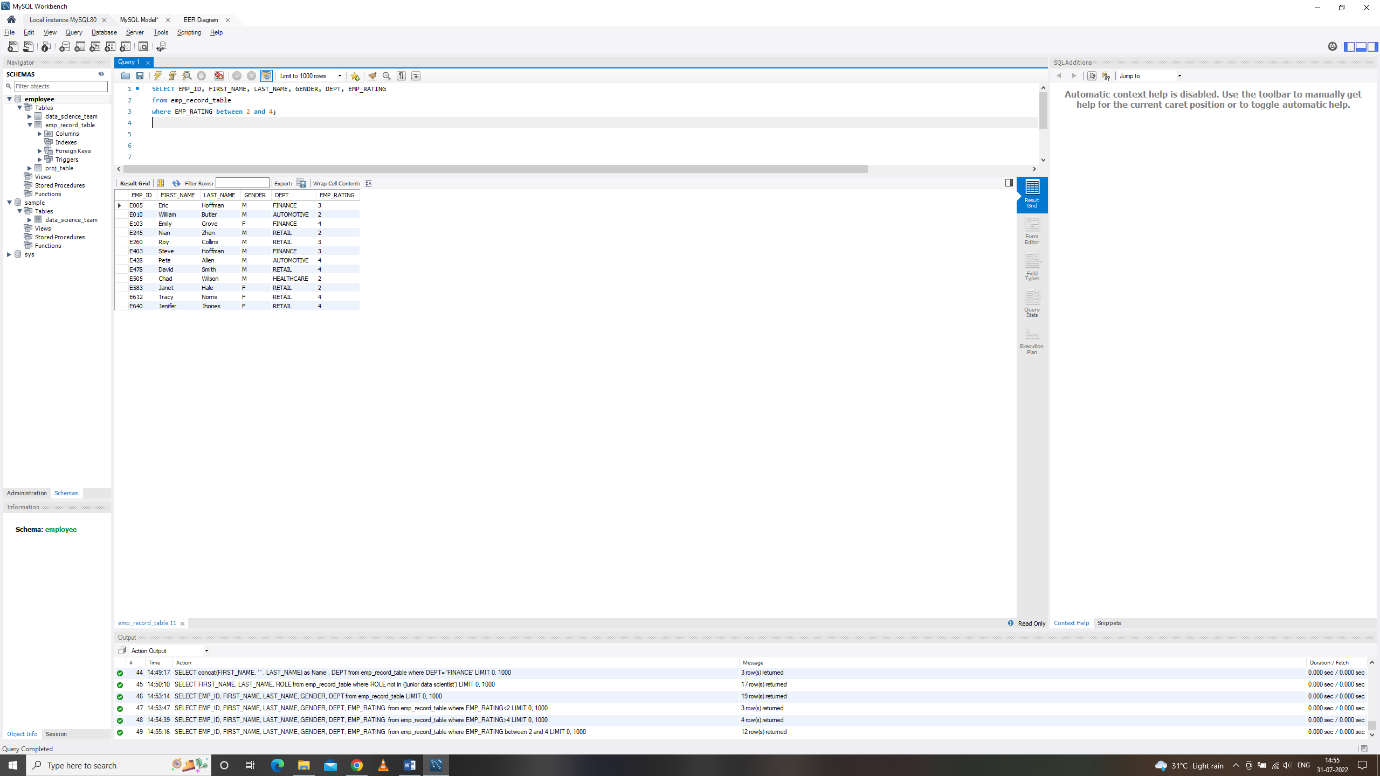 MySQL Workbench
Local instance MySQL80
MySQL Model*
EER Diagram
File Edit View Query Database Server Tools Scripting Help
Navigator
SCHEMAS
Filter objects
employee
Tables
data_science_team
emp_record_table
Columns
Indexes
Foreign Keys
Triggers
proj_table
Views
Stored Procedures
Functions
sample
Tables
data_science_team
Views
Stored Procedures
Functions
sys
Administration Schemas
Information
Schema: employee
Object Info Session
Query Completed
Query 1
Limit to 1000 rows
1 SELECT EMP_ID, FIRST_NAME, LAST_NAME, GENDER, DEPT, EMP_RATING
2 from emp_record_table
3 where EMP_RATING between 2 and 4;
4
5
6
7
Result Grid Filter Rows: Export: Wrap Cell Content:
EMP_ID FIRST_NAME LAST_NAME GENDER DEPT EMP_RATING
E005 Eric Hoffman M FINANCE 3
E010 William Butler M AUTOMOTIVE 2
E103 Emily Grove F FINANCE 4
E245 Nian Zhen M RETAIL 2
E260 Roy Collins M RETAIL 3
E403 Steve Hoffman M FINANCE 3
E428 Pete Allen M AUTOMOTIVE 4
E478 David Smith M RETAIL 4
E505 Chad Wilson M HEALTHCARE 2
E583 Janet Hale F RETAIL 2
E612 Tracy Norris F RETAIL 4
E640 Jenifer Jhones F RETAIL 4
Result
Grid
Form
Editor
Field
Types
Query
Stats
Execution
Plan
emp_record_table 11
Read Only
SQLAdditions
Jump to
Automatic context help is disabled. Use the toolbar to manually get
help for the current caret position or to toggle automatic help.
Context Help Snippets
Output
Action Output
# Time Action Message Duration / Fetch
44 14:49:17 SELECT concat(FIRST_NAME, " " , LAST_NAME) as Name , DEPT from emp_record_table where DEPT= 'FINANCE' LIMIT 0, 1000 3 row(s) returned 0.000 sec / 0.000 sec
45 14:50:10 SELECT FIRST_NAME, LAST_NAME, ROLE from emp_record_table where ROLE not in ('junior data scientist') LIMIT 0, 1000 17 row(s) returned 0.000 sec / 0.000 sec
46 14:53:14 SELECT EMP_ID, FIRST_NAME, LAST_NAME, GENDER, DEPT from emp_record_table LIMIT 0, 1000 19 row(s) returned 0.000 sec / 0.000 sec
47 14:53:47 SELECT EMP_ID, FIRST_NAME, LAST_NAME, GENDER, DEPT, EMP_RATING from emp_record_table where EMP_RATING<2 LIMIT 0, 1000 3 row(s) returned 0.000 sec / 0.000 sec
48 14:54:39 SELECT EMP_ID, FIRST_NAME, LAST_NAME, GENDER, DEPT, EMP_RATING from emp_record_table where EMP_RATING>4 LIMIT 0, 1000 4 row(s) returned 0.000 sec / 0.000 sec
49 14:55:16 SELECT EMP_ID, FIRST_NAME, LAST_NAME, GENDER, DEPT, EMP_RATING from emp_record_table where EMP_RATING between 2 and 4 LIMIT 0, 1000 12 row(s) returned 0.000 sec / 0.000 sec
Type here to search
31°C Light rain
ENG
14:55
31-07-2022